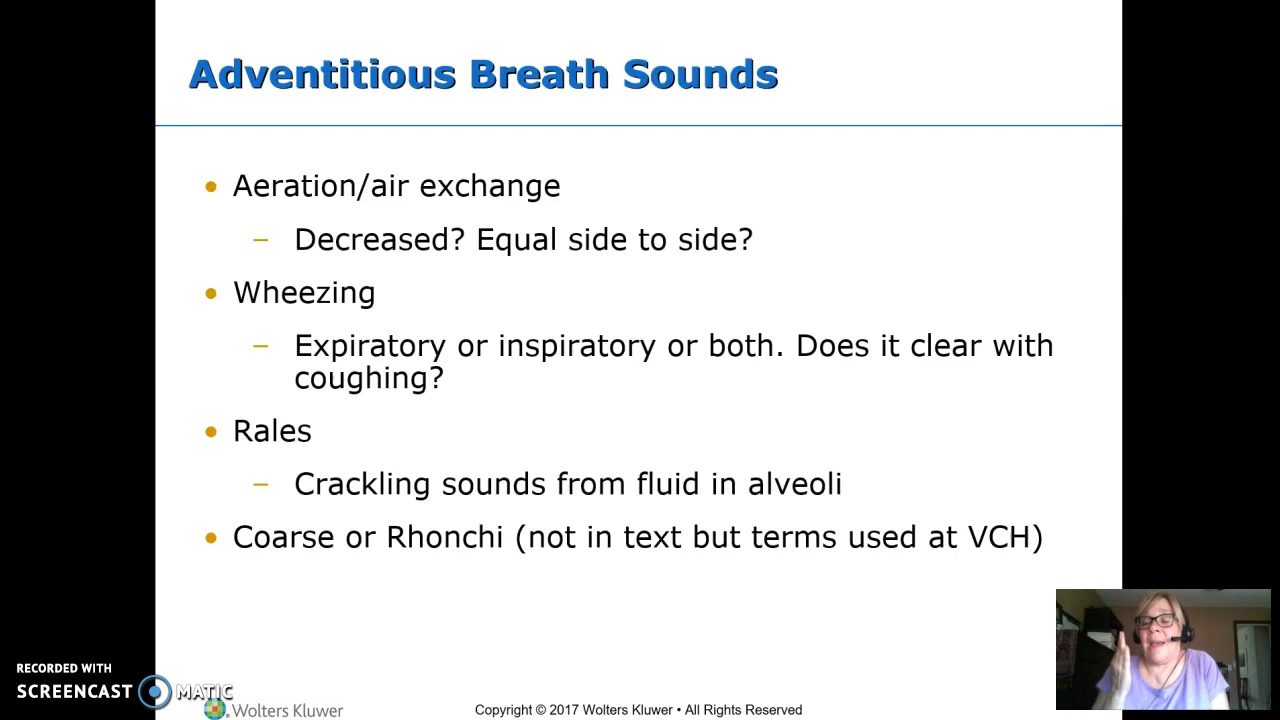 Adventitious Breath Sounds
• Aeration/air exchange
– Decreased? Equal side to side?
• Wheezing
– Expiratory or inspiratory or both. Does it clear with
coughing?
• Rales
– Crackling sounds from fluid in alveoli
• Coarse or Rhonchi (not in text but terms used at VCH)
RECORDED WITH
SCREENCAST MATIC
Wolters Kluwer
Copyright © 2017 Wolters Kluwer • All Rights Reserved